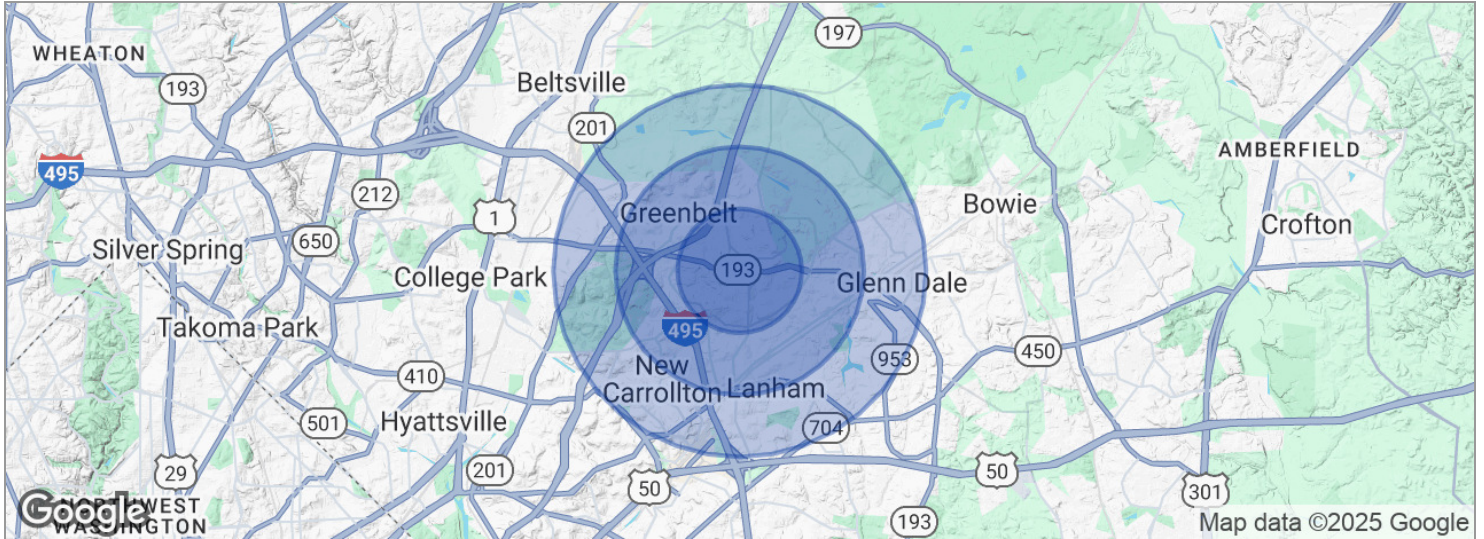 197
WHEATON
193
Beltsville
201
AMBERFIELD
495
212
Bowie
Greenbelt
1
Crofton
650
Silver Spring
College Park
193
Glenn Dale
Takoma Park
495
953
450
410
New
Carrollton
Lanham
501
Hyattsville
704
29
201
50
50
301
Google
NORTHWEST
WASHINGTON
193
Map data ©2025 Google